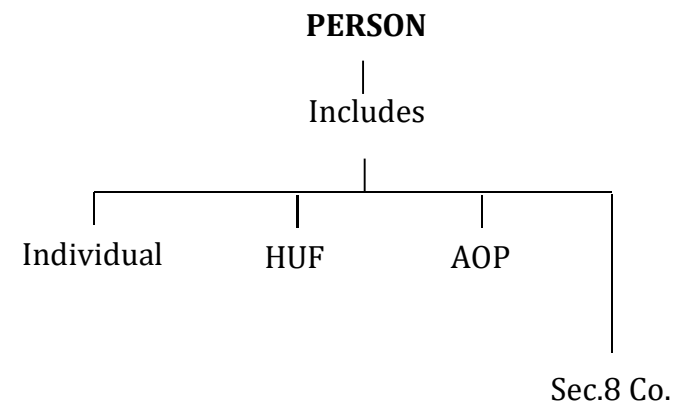 PERSON
Includes
Individual
HUF
AOP
Sec.8 Co.